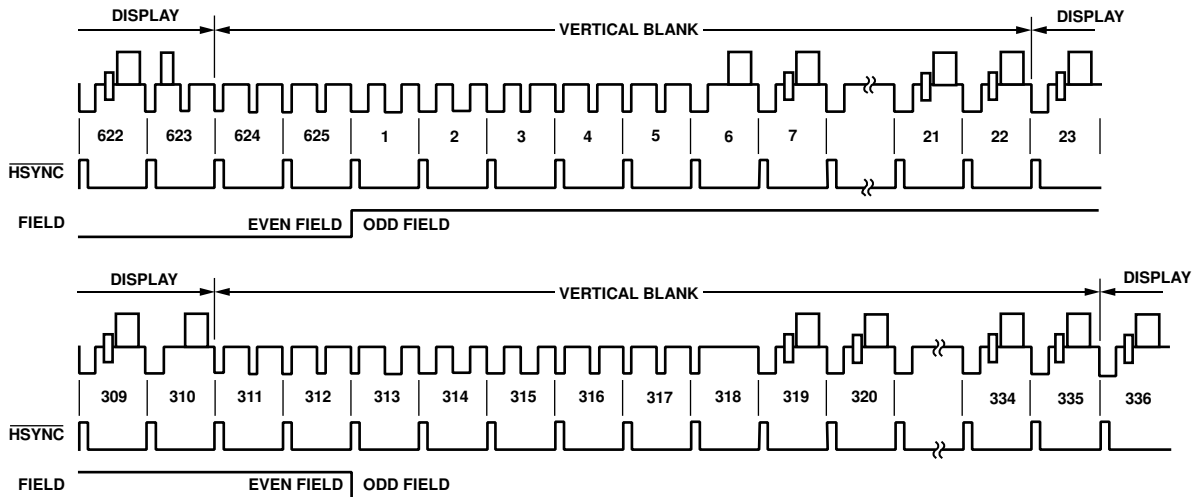 DISPLAY VERTICAL BLANK DISPLAY
622 623 624 625 1 2 3 4 5 6 7 21 22 23
HSYNC
FIELD EVEN FIELD ODD FIELD
DISPLAY VERTICAL BLANK DISPLAY
309 310 311 312 313 314 315 316 317 318 319 320 334 335 336
HSYNC
FIELD EVEN FIELD ODD FIELD